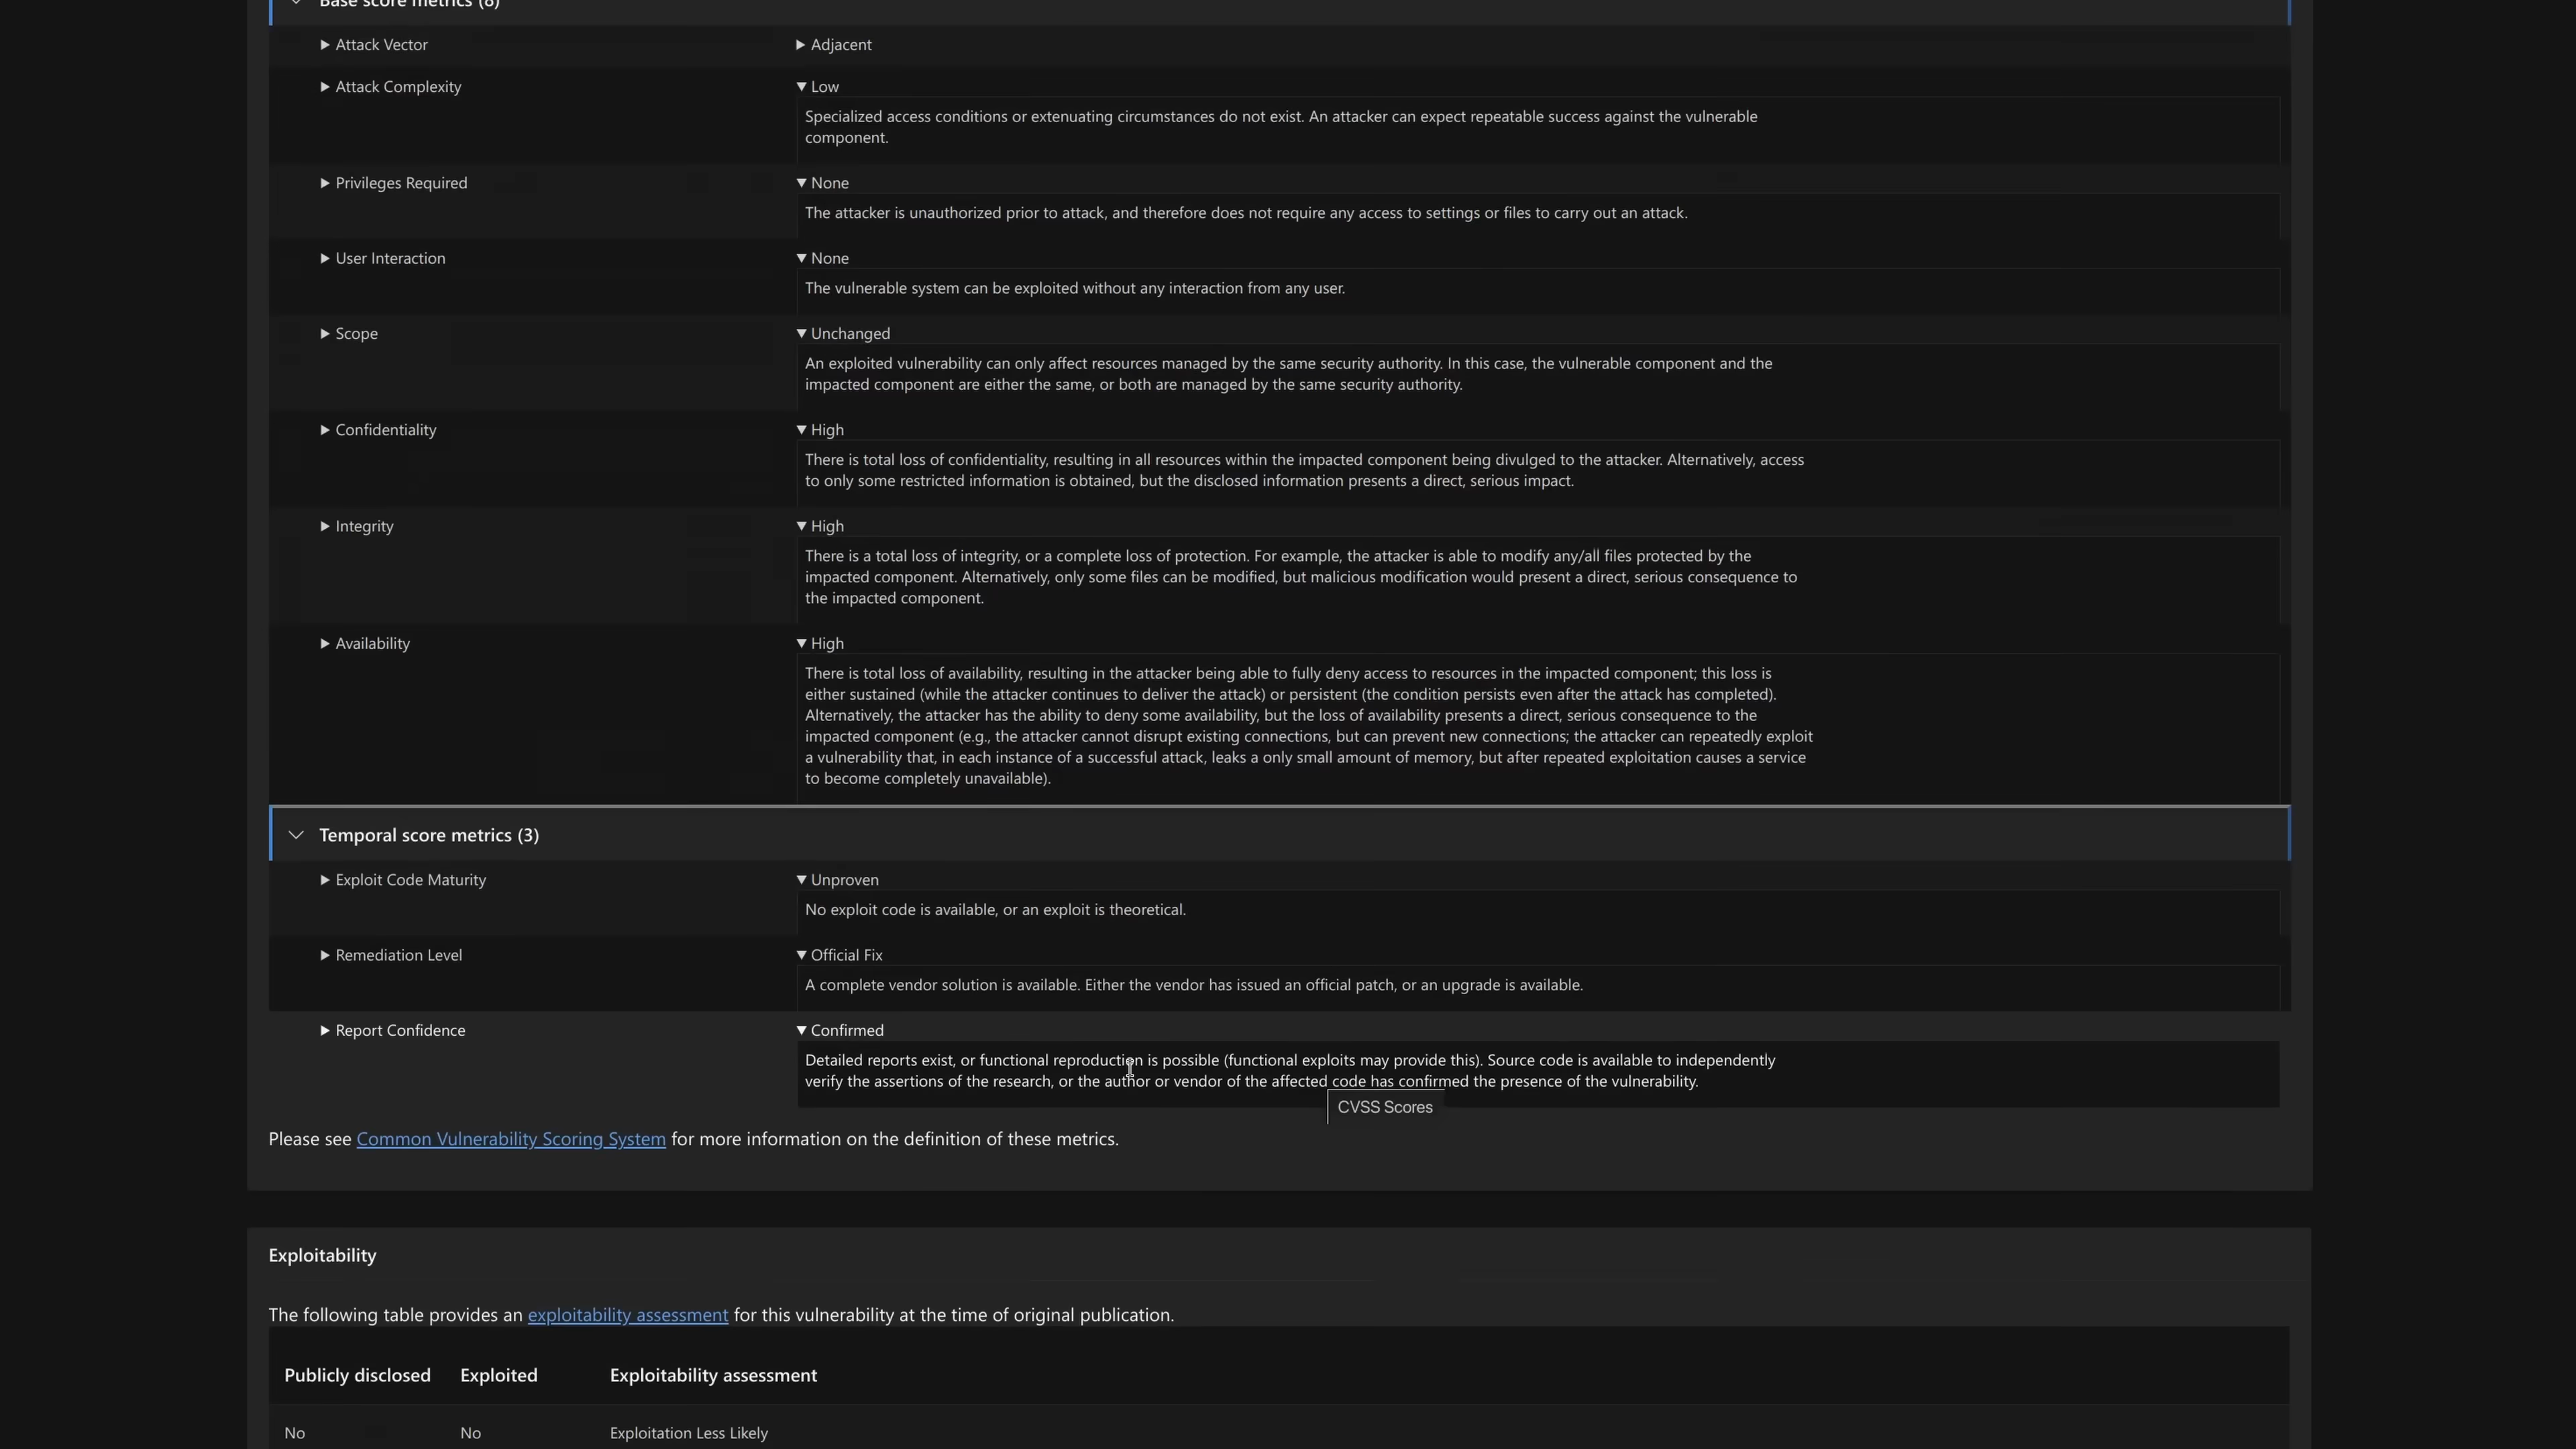 Base score metrics (8)
Attack Vector
Adjacent
Attack Complexity
Low
Specialized access conditions or extenuating circumstances do not exist. An attacker can expect repeatable success against the vulnerable
component.
Privileges Required
None
The attacker is unauthorized prior to attack, and therefore does not require any access to settings or files to carry out an attack.
User Interaction
None
The vulnerable system can be exploited without any interaction from any user.
Scope
Unchanged
An exploited vulnerability can only affect resources managed by the same security authority. In this case, the vulnerable component and the
impacted component are either the same, or both are managed by the same security authority.
Confidentiality
High
There is total loss of confidentiality, resulting in all resources within the impacted component being divulged to the attacker. Alternatively, access
to only some restricted information is obtained, but the disclosed information presents a direct, serious impact.
Integrity
High
There is a total loss of integrity, or a complete loss of protection. For example, the attacker is able to modify any/all files protected by the
impacted component. Alternatively, only some files can be modified, but malicious modification would present a direct, serious consequence to
the impacted component.
Availability
High
There is total loss of availability, resulting in the attacker being able to fully deny access to resources in the impacted component; this loss is
either sustained (while the attacker continues to deliver the attack) or persistent (the condition persists even after the attack has completed).
Alternatively, the attacker has the ability to deny some availability, but the loss of availability presents a direct, serious consequence to the
impacted component (e.g., the attacker cannot disrupt existing connections, but can prevent new connections; the attacker can repeatedly exploit
a vulnerability that, in each instance of a successful attack, leaks a only small amount of memory, but after repeated exploitation causes a service
to become completely unavailable).
Temporal score metrics (3)
Exploit Code Maturity
Unproven
No exploit code is available, or an exploit is theoretical.
Remediation Level
Official Fix
A complete vendor solution is available. Either the vendor has issued an official patch, or an upgrade is available.
Report Confidence
Confirmed
Detailed reports exist, or functional reproduction is possible (functional exploits may provide this). Source code is available to independently
verify the assertions of the research, or the author or vendor of the affected code has confirmed the presence of the vulnerability.
CVSS Scores
Please see Common Vulnerability Scoring System for more information on the definition of these metrics.
Exploitability
The following table provides an exploitability assessment for this vulnerability at the time of original publication.
Publicly disclosed Exploited Exploitability assessment
No No Exploitation Less Likely